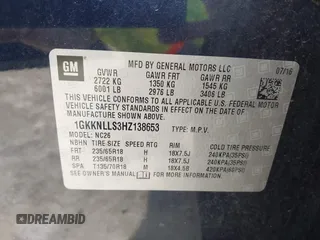 GM
MFD BY GENERAL MOTORS LLC
07/16
GVWR GAWR FRT GAWR RR
2722 KG 1350 KG 1545 KG
6001 LB 2976 LB 3406 LB
THIS VEHICLE CONFORMS TO ALL APPLICABLE
U.S. FEDERAL MOTOR VEHICLE SAFETY
STANDARDS IN EFFECT ON THE DATE OF
MANUFACTURE SHOWN ABOVE.
1GKKNLLS3HZ138653 TYPE: M.P.V.
MODEL: NC26
TIRE SIZE SPEED RTG RIM COLD TIRE PRESSURE
FRT 235/65R18 H 18X7.5J 240KPA(35PSI)
RR 235/65R18 H 18X7.5J 240KPA(35PSI)
SPA T135/70R18 M 18X4.5B 420KPA(60PSI)
SEE OWNER'S MANUAL
DREAMBID